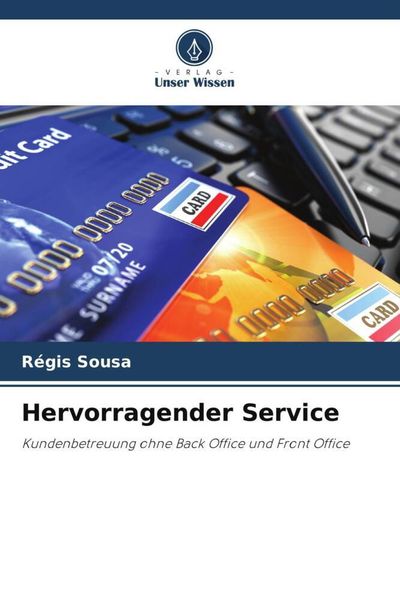 - VERLAG -
Unser Wissen
dit Card
0000 0000 0000
07/20
SURNAME
CARD
CARD
Régis Sousa
Hervorragender Service
Kundenbetreuung ohne Back Office und Front Office